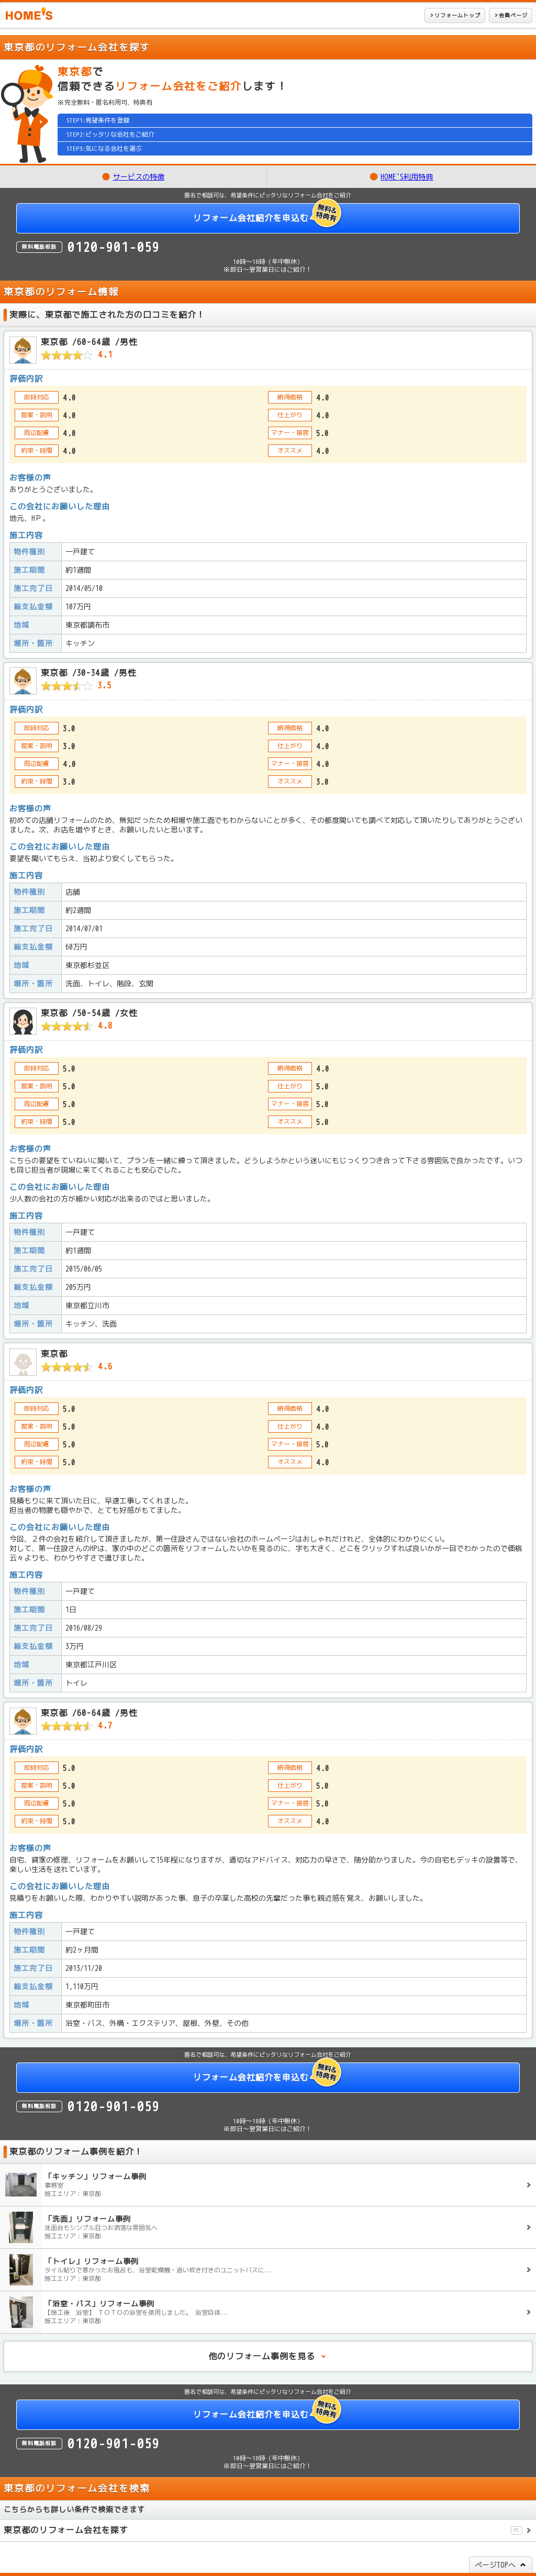 HOME'S
リフォームトップ
会員ページ
東京都のリフォーム会社を探す
東京都で
信頼できるリフォーム会社をご紹介します！
※完全無料・匿名利用可、特典有
STEP1:希望条件を登録
STEP2:ピッタリな会社をご紹介
STEP3:気になる会社を選ぶ
サービスの特徴
HOME'S利用特典
匿名で相談可な、希望条件にピッタリなリフォーム会社をご紹介
リフォーム会社紹介を申込む
無料&特典有
無料電話相談 0120-901-059
10時～18時（年中無休）
※即日～翌営業日にはご紹介！
東京都のリフォーム情報
実際に、東京都で施工された方の口コミを紹介！
東京都 /60-64歳 /男性
4.1
評価内訳
即時対応 4.0 納得価格 4.0
提案・説明 4.0 仕上がり 4.0
周辺配慮 4.0 マナー・接客 5.0
約束・時間 4.0 オススメ 4.0
お客様の声
ありがとうございました。
この会社にお願いした理由
地元、HP。
施工内容
物件種別 一戸建て
施工期間 約1週間
施工完了日 2014/05/10
総支払金額 107万円
地域 東京都調布市
場所・箇所 キッチン
東京都 /30-34歳 /男性
3.5
評価内訳
即時対応 3.0 納得価格 4.0
提案・説明 3.0 仕上がり 4.0
周辺配慮 4.0 マナー・接客 4.0
約束・時間 3.0 オススメ 3.0
お客様の声
初めての店舗リフォームのため、無知だったため相場や施工面でもわからないことが多く、その都度聞いても調べて対応して頂いたりしてありがとうござい
ました。次、お店を増やすとき、お願いしたいと思います。
この会社にお願いした理由
要望を聞いてもらえ、当初より安くしてもらった。
施工内容
物件種別 店舗
施工期間 約2週間
施工完了日 2014/07/01
総支払金額 60万円
地域 東京都杉並区
場所・箇所 洗面、トイレ、階段、玄関
東京都 /50-54歳 /女性
4.8
評価内訳
即時対応 5.0 納得価格 4.0
提案・説明 5.0 仕上がり 5.0
周辺配慮 5.0 マナー・接客 5.0
約束・時間 5.0 オススメ 5.0
お客様の声
こちらの要望をていねいに聞いて、プランを一緒に練って頂きました。どうしようかという迷いにもじっくりつき合って下さる雰囲気で良かったです。いつ
も同じ担当者が現場に来てくれることも安心でした。
この会社にお願いした理由
少人数の会社の方が細かい対応が出来るのではと思いました。
施工内容
物件種別 一戸建て
施工期間 約1週間
施工完了日 2015/06/05
総支払金額 205万円
地域 東京都立川市
場所・箇所 キッチン、洗面
東京都
4.6
評価内訳
即時対応 5.0 納得価格 4.0
提案・説明 5.0 仕上がり 4.0
周辺配慮 5.0 マナー・接客 5.0
約束・時間 5.0 オススメ 4.0
お客様の声
見積もりに来て頂いた日に、早速工事してくれました。
担当者の物腰も穏やかで、とても好感がもてました。
この会社にお願いした理由
今回、２件の会社を紹介して頂きましたが、第一住設さんではない会社のホームページはおしゃれだけれど、全体的にわかりにくい。
対して、第一住設さんのHPは、家の中のどこの箇所をリフォームしたいかを見るのに、字も大きく、どこをクリックすれば良いかが一目でわかったので価格
云々よりも、わかりやすさで選びました。
施工内容
物件種別 一戸建て
施工期間 1日
施工完了日 2016/08/29
総支払金額 3万円
地域 東京都江戸川区
場所・箇所 トイレ
東京都 /60-64歳 /男性
4.7
評価内訳
即時対応 5.0 納得価格 4.0
提案・説明 5.0 仕上がり 5.0
周辺配慮 5.0 マナー・接客 5.0
約束・時間 5.0 オススメ 4.0
お客様の声
自宅、貸家の修理、リフォームをお願いして15年程になりますが、適切なアドバイス、対応力の早さで、随分助かりました。今の自宅もデッキの設置等で、
楽しい生活を送れています。
この会社にお願いした理由
見積りをお願いした際、わかりやすい説明があった事、息子の卒業した高校の先輩だった事も親近感を覚え、お願いしました。
施工内容
物件種別 一戸建て
施工期間 約2ヶ月間
施工完了日 2013/11/20
総支払金額 1,110万円
地域 東京都町田市
場所・箇所 浴室・バス、外構・エクステリア、屋根、外壁、その他
匿名で相談可な、希望条件にピッタリなリフォーム会社をご紹介
リフォーム会社紹介を申込む
無料&特典有
無料電話相談 0120-901-059
10時～18時（年中無休）
※即日～翌営業日にはご紹介！
東京都のリフォーム事例を紹介！
「キッチン」リフォーム事例
事務室
施工エリア：東京都
「洗面」リフォーム事例
洗面台もシンプル且つお洒落な雰囲気へ
施工エリア：東京都
「トイレ」リフォーム事例
タイル貼りで寒かったお風呂も、浴室乾燥機・追い炊き付きのユニットバスに...
施工エリア：東京都
「浴室・バス」リフォーム事例
【施工後　浴室】 ＴＯＴＯの浴室を使用しました。 浴室自体...
施工エリア：東京都
他のリフォーム事例を見る
匿名で相談可な、希望条件にピッタリなリフォーム会社をご紹介
リフォーム会社紹介を申込む
無料&特典有
無料電話相談 0120-901-059
10時～18時（年中無休）
※即日～翌営業日にはご紹介！
東京都のリフォーム会社を検索
こちらからも詳しい条件で検索できます
東京都のリフォーム会社を探す
PC
ページTOPへ